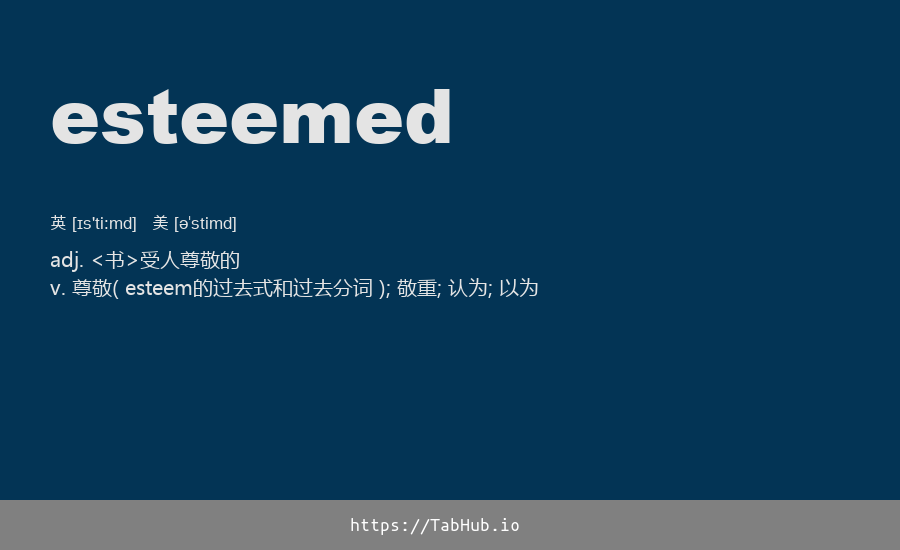 esteemed
英 [ɪs'ti:md] 美 [ə'stimd]
adj. <书>受人尊敬的
v. 尊敬( esteem的过去式和过去分词 ); 敬重; 认为; 以为
https://TabHub.io